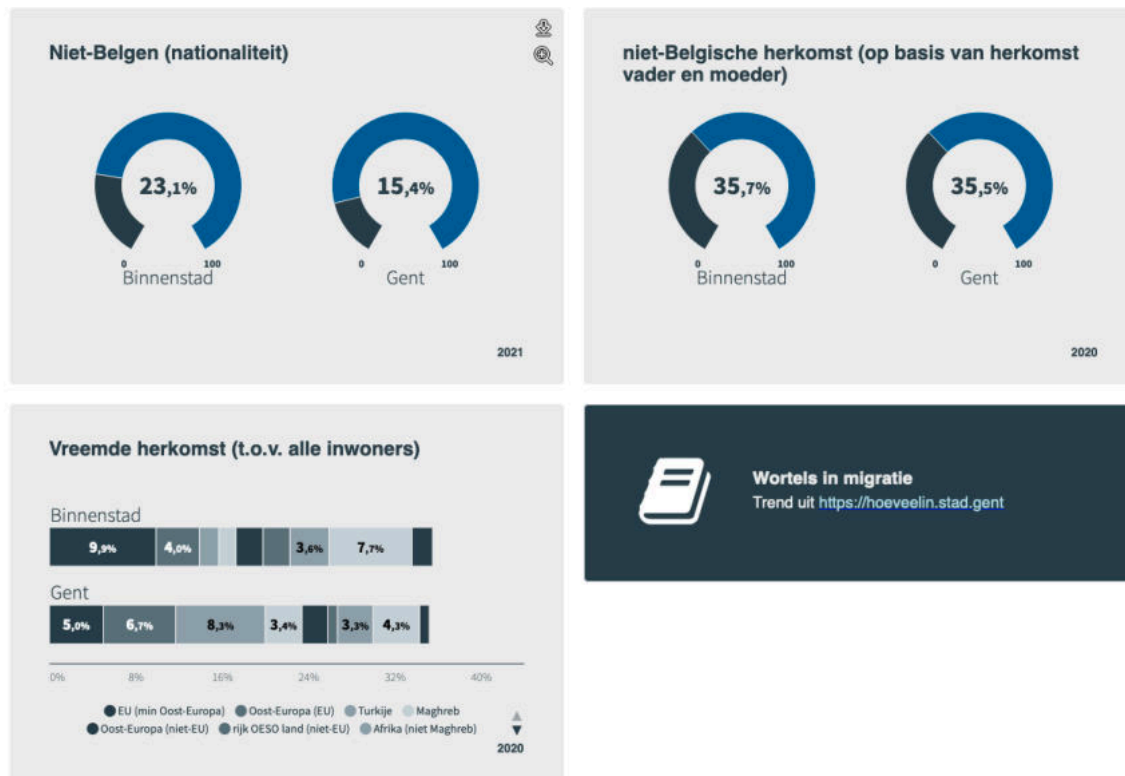 Niet-Belgen (nationaliteit)
23,1%
15,4%
0
100
0
100
Binnenstad
Gent
2021
niet-Belgische herkomst (op basis van herkomst
vader en moeder)
35,7%
35,5%
0
100
0
100
Binnenstad
Gent
2020
Vreemde herkomst (t.o.v. alle inwoners)
Binnenstad
9,9% 4,0% 3,6% 7,7%
Gent
5,0% 6,7% 8,3% 3,4% 3,3% 4,3%
0% 8% 16% 24% 32% 40%
EU (min Oost-Europa) Oost-Europa (EU) Turkije Maghreb
Oost-Europa (niet-EU) rijk OESO land (niet-EU) Afrika (niet Maghreb)
2020
Wortels in migratie
Trend uit https://hoeveelin.stad.gent